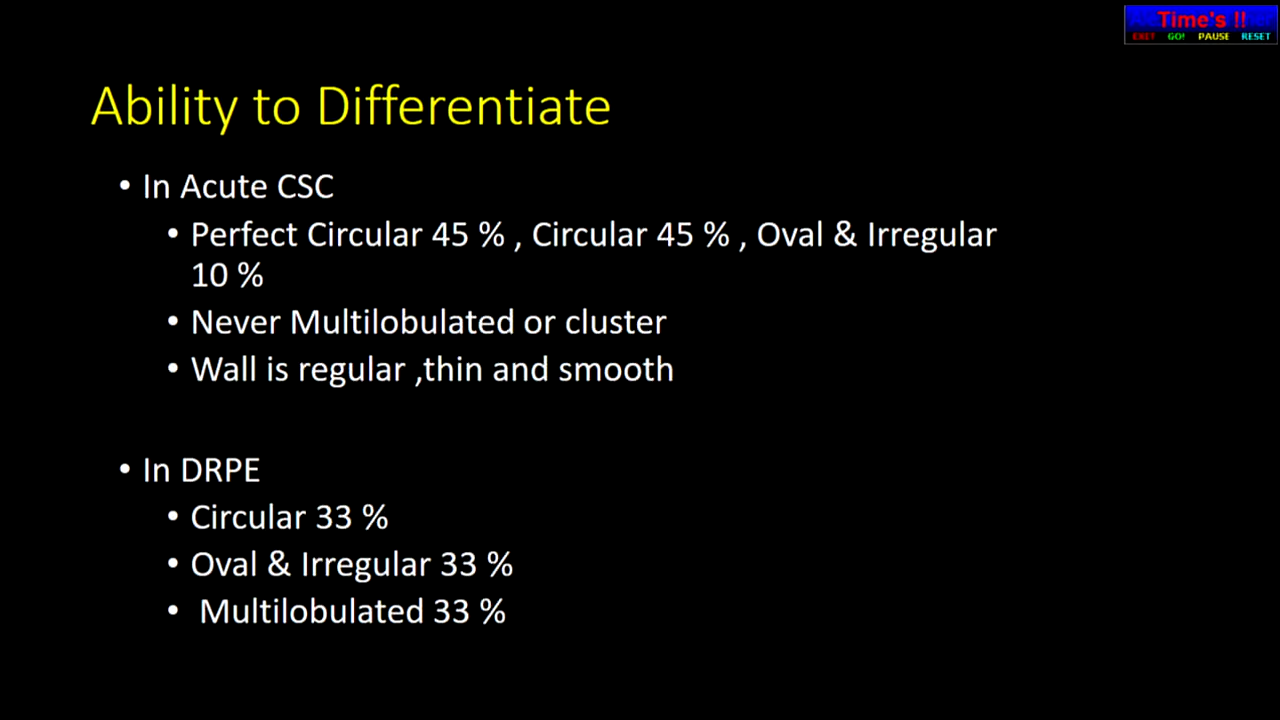 Time's !!
EXIT GO! PAUSE RESET
Ability to Differentiate
• In Acute CSC
• Perfect Circular 45 % , Circular 45 % , Oval & Irregular
10 %
• Never Multilobulated or cluster
• Wall is regular ,thin and smooth
• In DRPE
• Circular 33 %
• Oval & Irregular 33 %
• Multilobulated 33 %